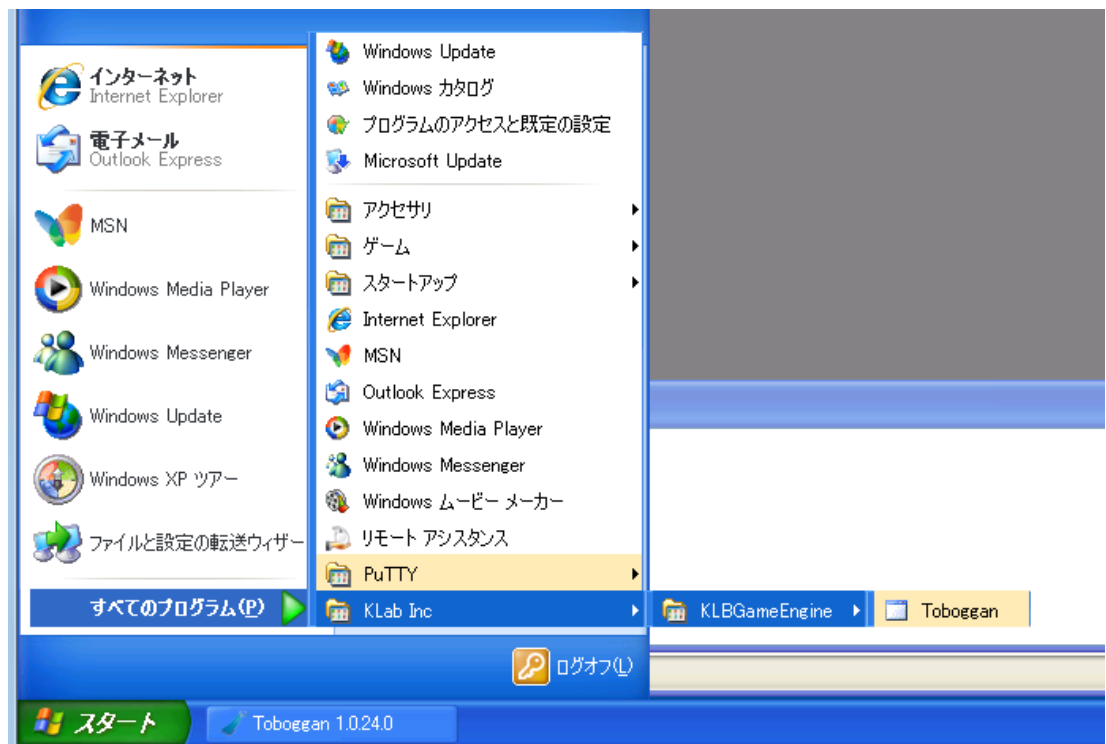 インターネット
Internet Explorer
電子メール
Outlook Express
MSN
Windows Media Player
Windows Messenger
Windows Update
Windows XP ツアー
ファイルと設定の転送ウィザー
すべてのプログラム(P)
Windows Update
Windows カタログ
プログラムのアクセスと既定の設定
Microsoft Update
アクセサリ
ゲーム
スタートアップ
Internet Explorer
MSN
Outlook Express
Windows Media Player
Windows Messenger
Windows ムービー メーカー
リモート アシスタンス
PuTTY
KLab Inc
KLBGameEngine
Toboggan
ログオフ(L)
スタート
Toboggan 1.0.24.0